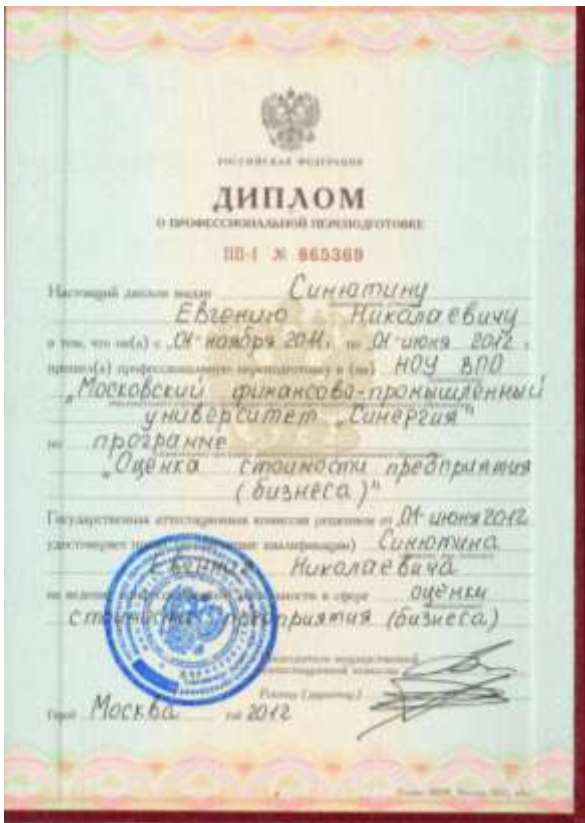 РОССИЙСКАЯ ФЕДЕРАЦИЯ
ДИПЛОМ
О ПРОФЕССИОНАЛЬНОЙ ПЕРЕПОДГОТОВКЕ
ПП-I № 665369
Настоящий диплом выдан Синютину
Евгению Николаевичу
в том, что он(а) с „01" ноября 2011г. по „01" июня 2012 г.
прошел(а) профессиональную переподготовку в (на) НОУ ВПО
„Московский финансово-промышленный
университет „Синергия"
по программе
„Оценка стоимости предприятия
(бизнеса)"
Государственная аттестационная комиссия решением от „01" июня 2012
удостоверяет право (соответствие квалификации) Синютина
Евгения Николаевича
на ведение профессиональной деятельности в сфере оценки
стоимости предприятия (бизнеса)
Председатель государственной
аттестационной комиссии
Ректор (директор)
Город Москва год 2012